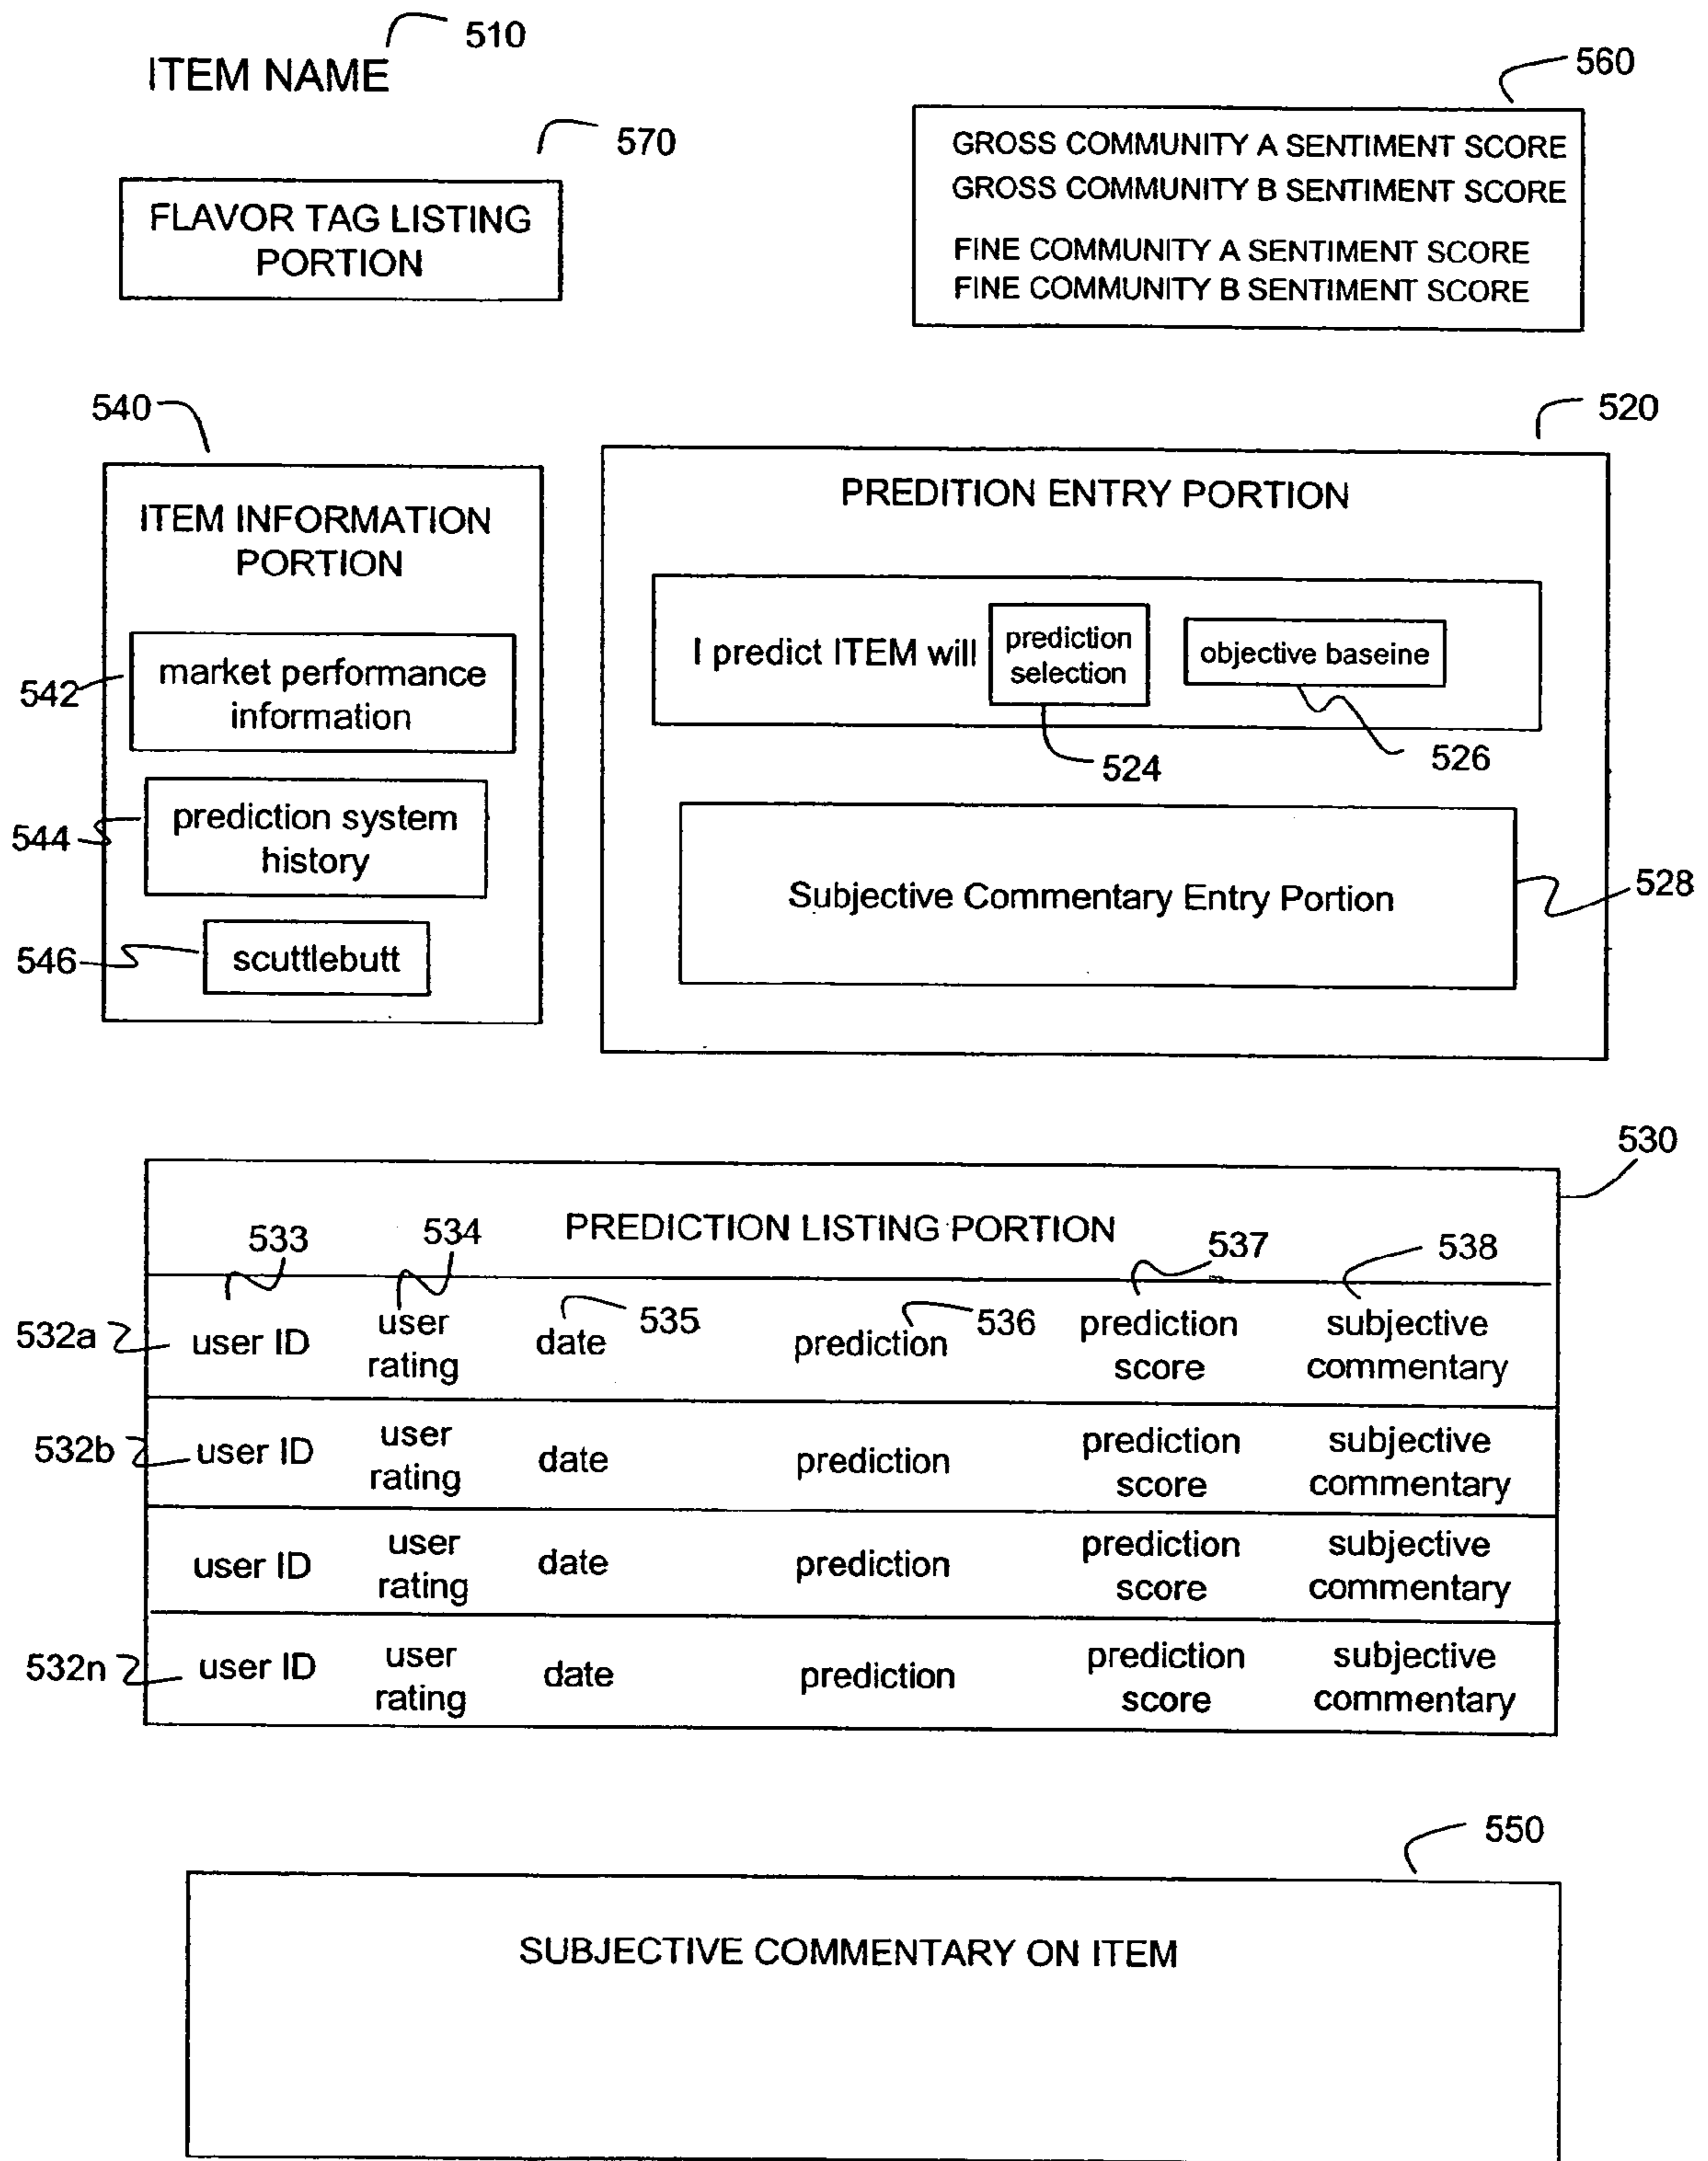 510
ITEM NAME
570
FLAVOR TAG LISTING
PORTION
560
GROSS COMMUNITY A SENTIMENT SCORE
GROSS COMMUNITY B SENTIMENT SCORE
FINE COMMUNITY A SENTIMENT SCORE
FINE COMMUNITY B SENTIMENT SCORE
540
ITEM INFORMATION
PORTION
542
market performance
information
544
prediction system
history
546
scuttlebutt
520
PREDITION ENTRY PORTION
I predict ITEM will
prediction
selection
objective baseine
524
526
Subjective Commentary Entry Portion
528
530
PREDICTION LISTING PORTION
533
534
537
538
532a
user ID
user
rating
date
535
prediction
536
prediction
score
subjective
commentary
532b
user ID
user
rating
date
prediction
prediction
score
subjective
commentary
user ID
user
rating
date
prediction
prediction
score
subjective
commentary
532n
user ID
user
rating
date
prediction
prediction
score
subjective
commentary
550
SUBJECTIVE COMMENTARY ON ITEM